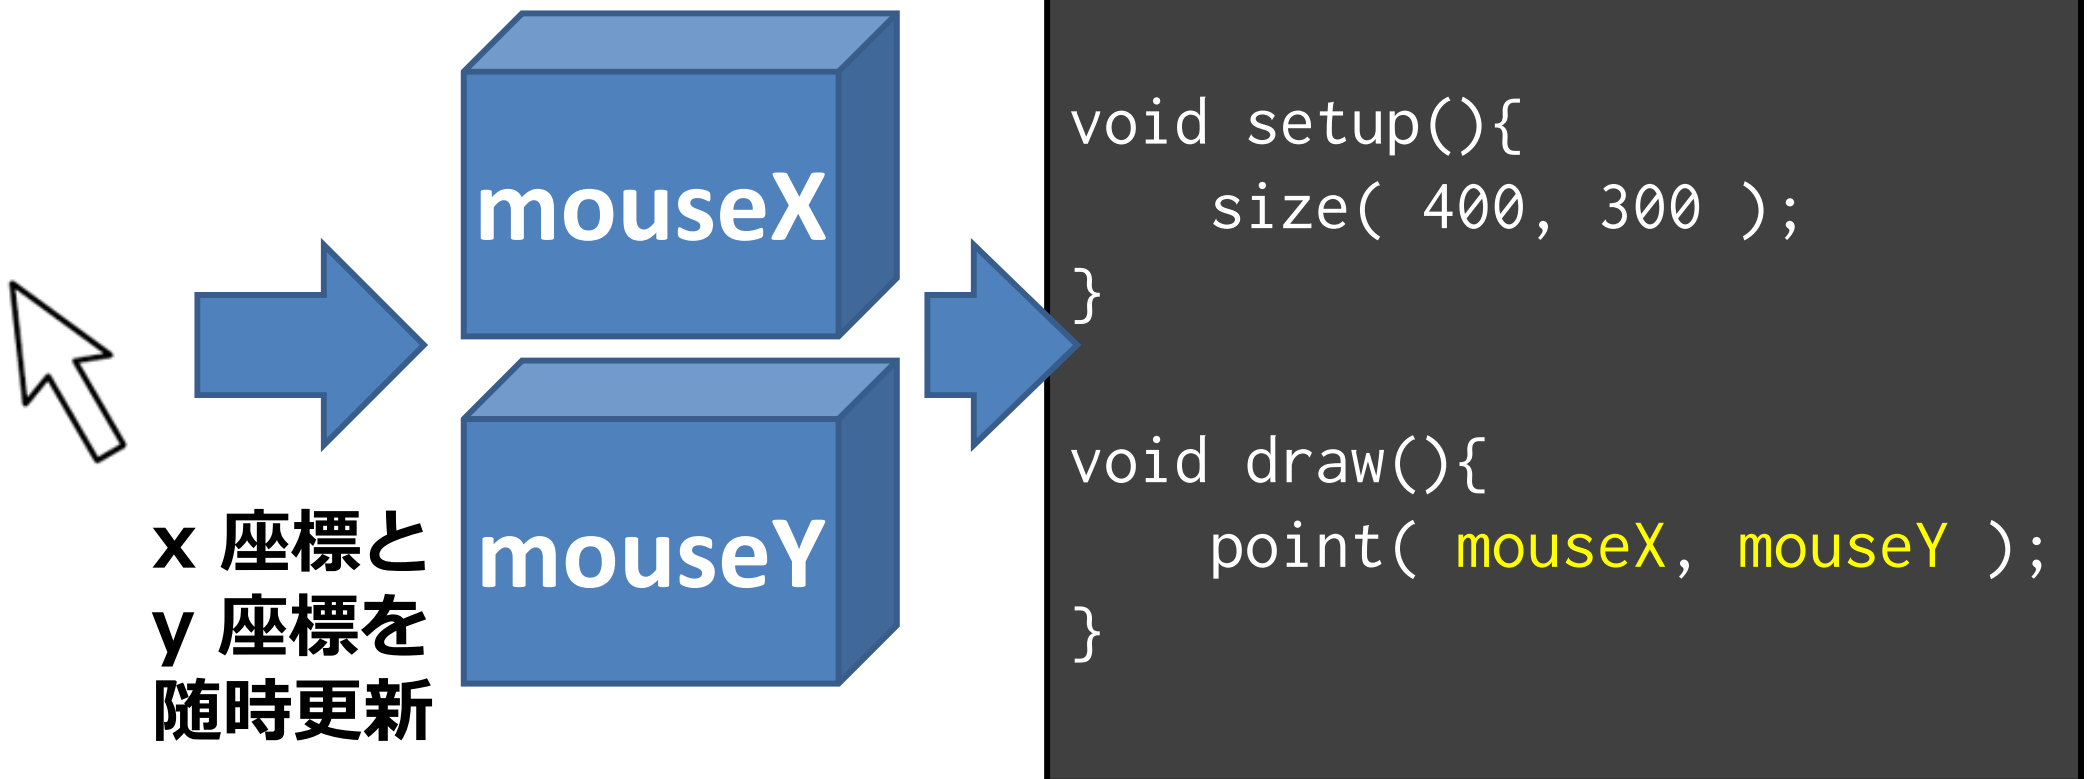 x 座標と
y 座標を
随時更新
mouseX
mouseY
void setup(){
    size( 400, 300 );
}
void draw(){
    point( mouseX, mouseY );
}